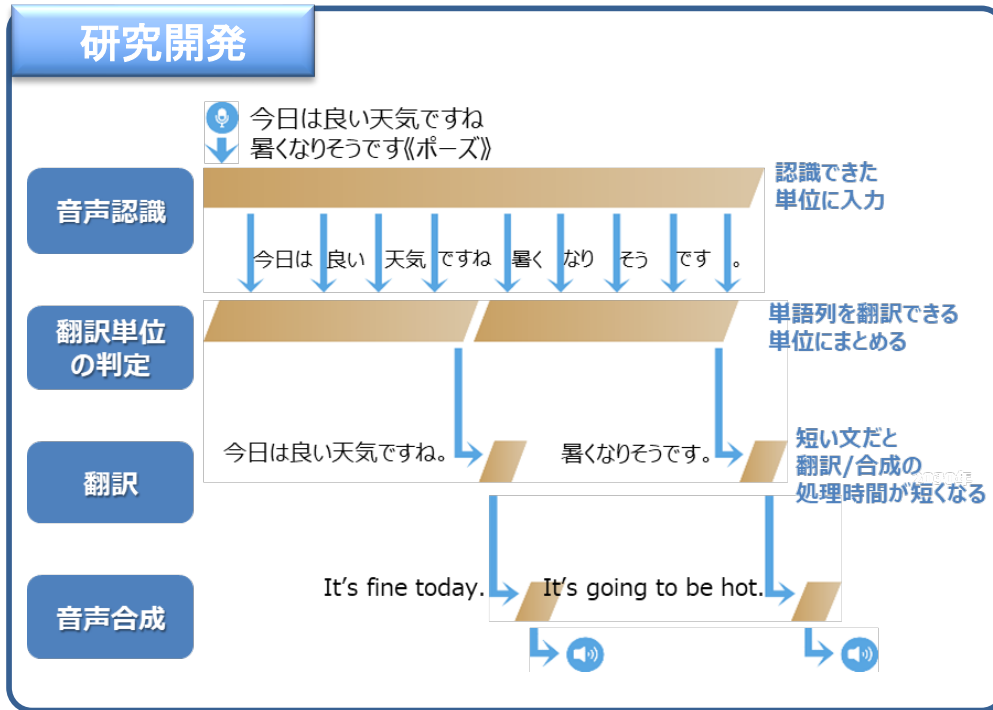 研究開発
今日は良い天気ですね
暑くなりそうです《ポーズ》
音声認識
認識できた
単位に入力
今日は 良い 天気 ですね 暑く なり そう です 。
翻訳単位
の判定
単語列を翻訳できる
単位にまとめる
翻訳
今日は良い天気ですね。
暑くなりそうです。
短い文だと
翻訳/合成の
処理時間が短くなる
音声合成
It's fine today.
It's going to be hot.